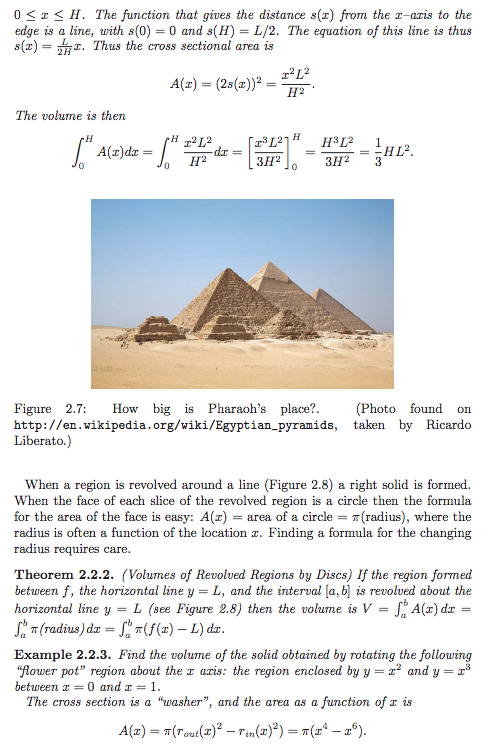 0 ≤ x ≤ H. The function that gives the distance s(x) from the x-axis to the
edge is a line, with s(0) = 0 and s(H) = L/2. The equation of this line is thus
s(x) = \frac{L}{2H}x. Thus the cross sectional area is
A(x) = (2s(x))^2 = \frac{x^2L^2}{H^2}.
The volume is then
\int_0^H A(x)dx = \int_0^H \frac{x^2L^2}{H^2}dx = \left[\frac{x^3L^2}{3H^2}\right]_0^H = \frac{H^3L^2}{3H^2} = \frac{1}{3}HL^2.
Figure 2.7: How big is Pharaoh's place?. (Photo found on
http://en.wikipedia.org/wiki/Egyptian_pyramids, taken by Ricardo
Liberato.)
When a region is revolved around a line (Figure 2.8) a right solid is formed.
When the face of each slice of the revolved region is a circle then the formula
for the area of the face is easy: A(x) = area of a circle = π(radius), where the
radius is often a function of the location x. Finding a formula for the changing
radius requires care.
Theorem 2.2.2. (Volumes of Revolved Regions by Discs) If the region formed
between f, the horizontal line y = L, and the interval [a, b] is revolved about the
horizontal line y = L (see Figure 2.8) then the volume is V = \int_a^b A(x) dx =
\int_a^b π(radius) dx = \int_a^b π(f(x) − L) dx.
Example 2.2.3. Find the volume of the solid obtained by rotating the following
“flower pot” region about the x axis: the region enclosed by y = x^2 and y = x^3
between x = 0 and x = 1.
The cross section is a “washer”, and the area as a function of x is
A(x) = π(r_{out}(x)^2 − r_{in}(x)^2) = π(x^4 − x^6).